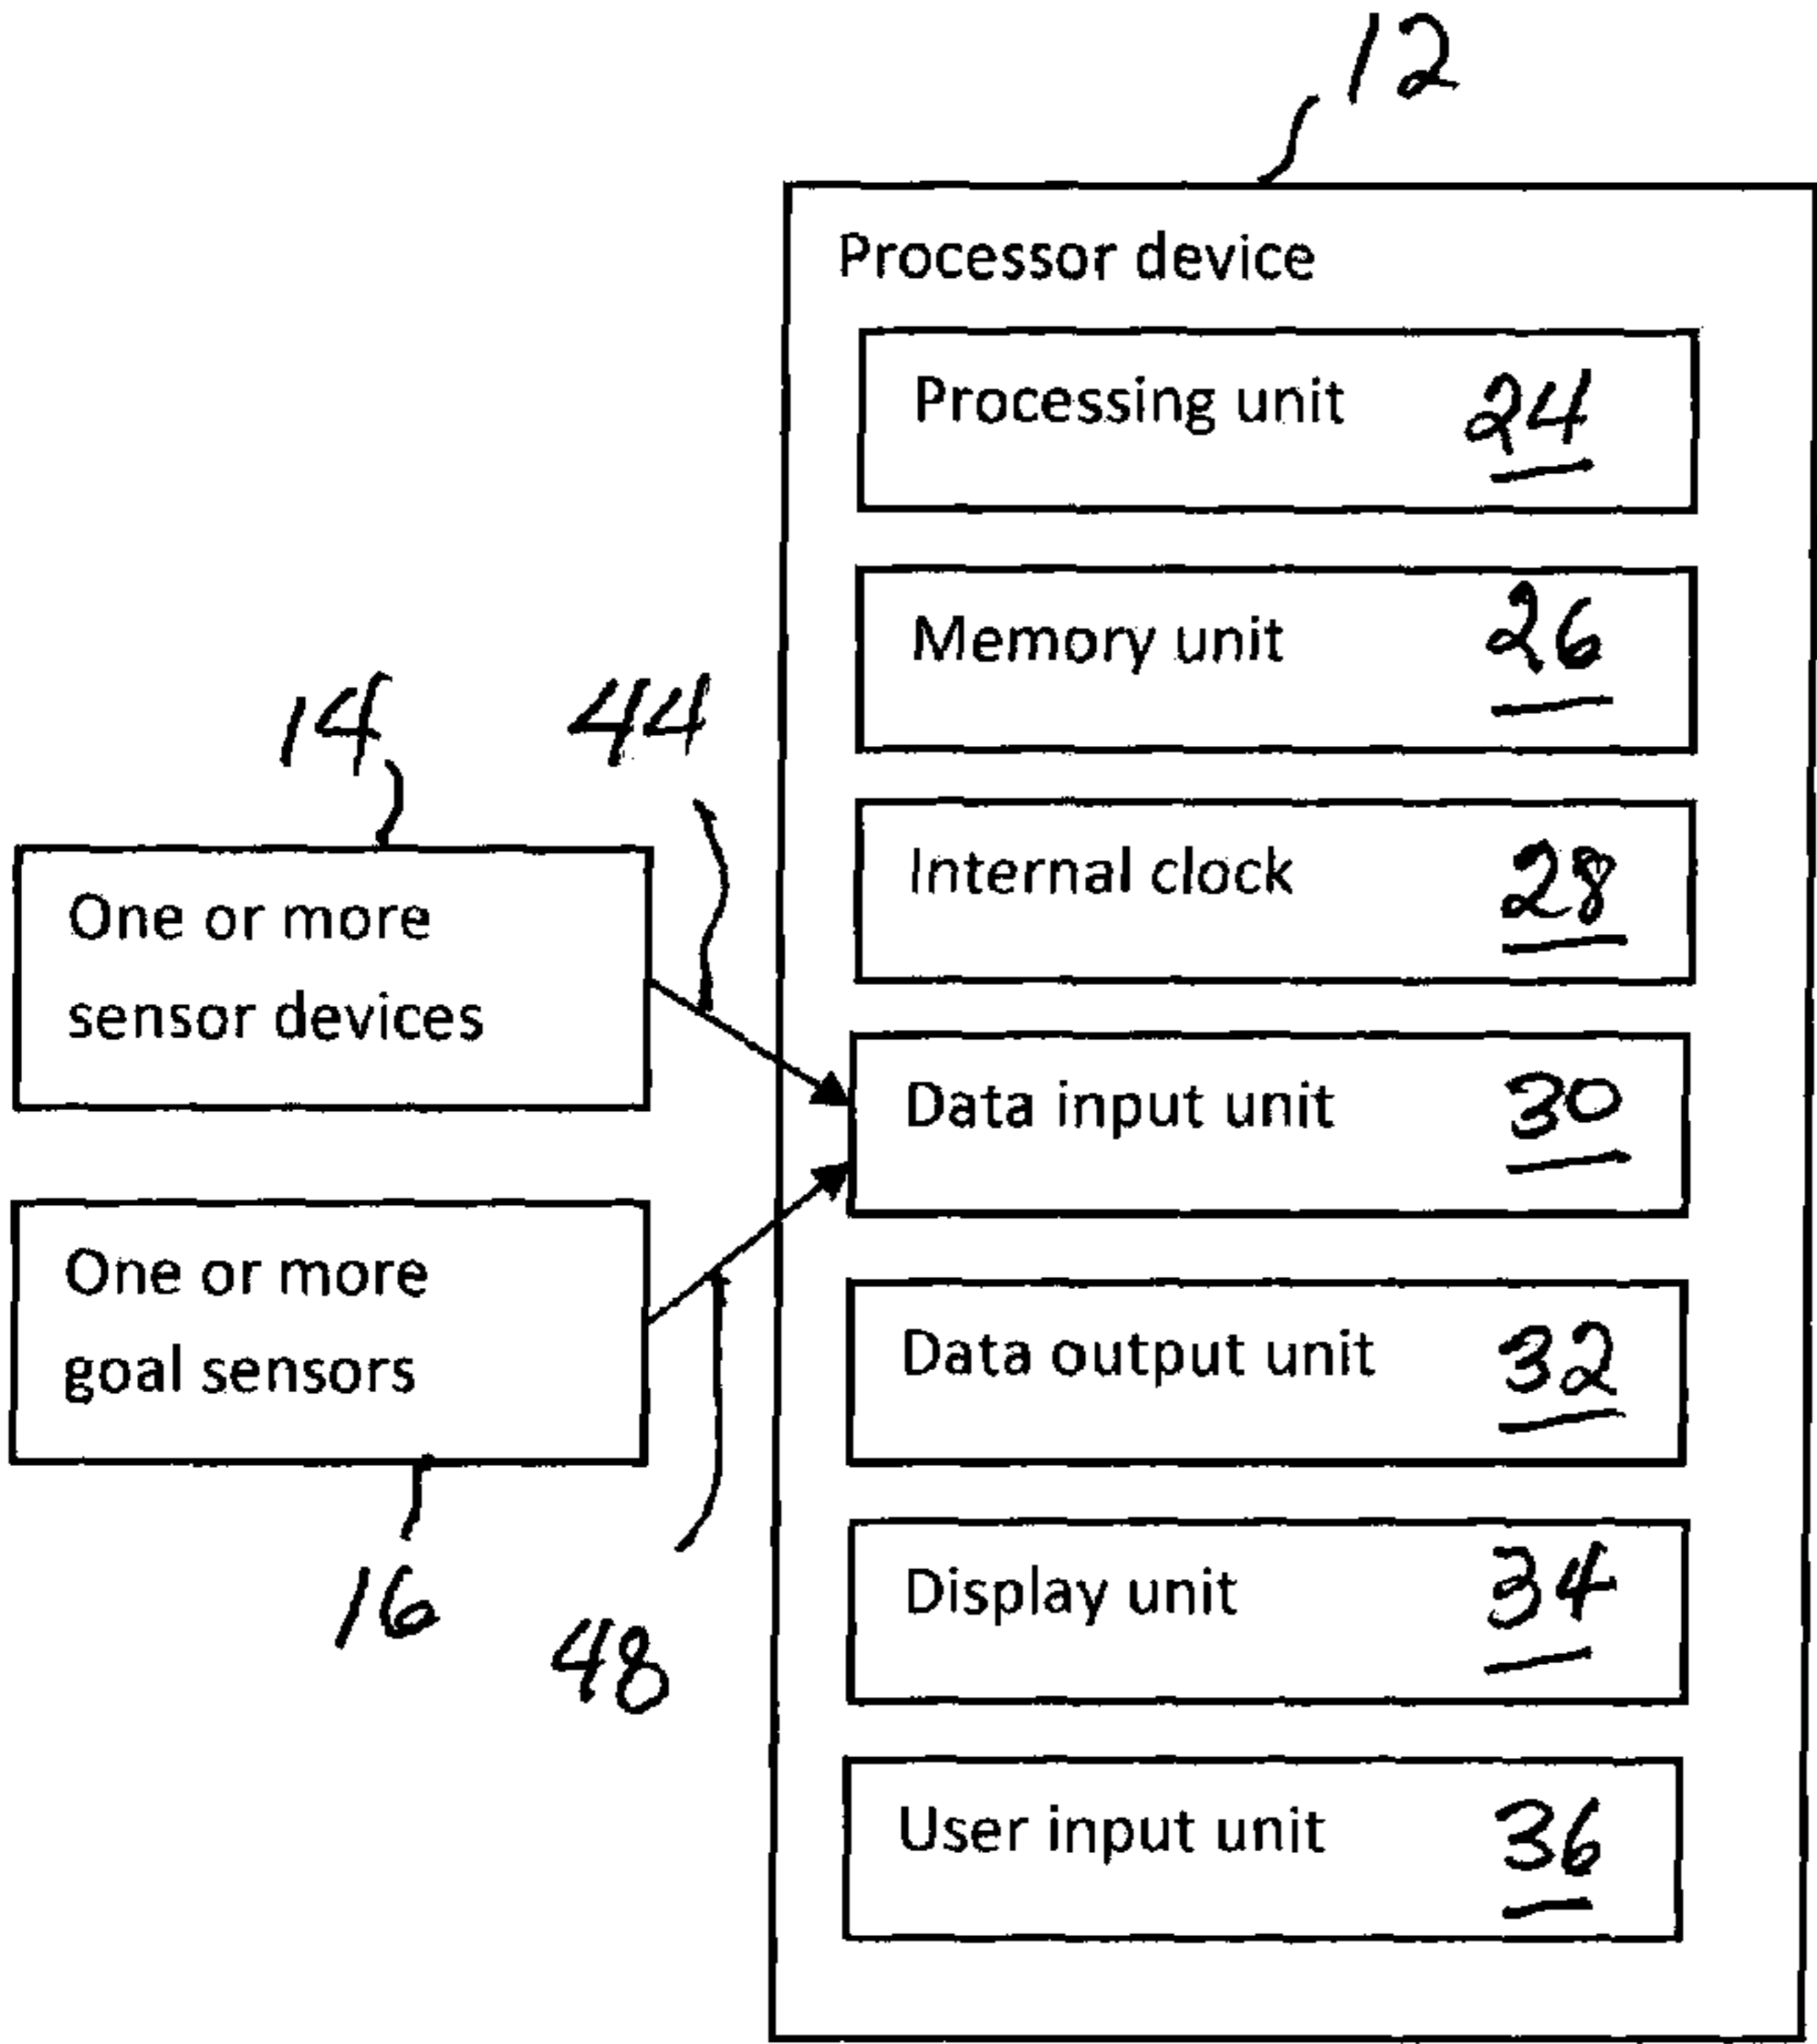 12
Processor device
Processing unit 24
Memory unit 26
14
44
Internal clock 28
One or more
sensor devices
Data input unit 30
One or more
goal sensors
Data output unit 32
16
48
Display unit 34
User input unit 36